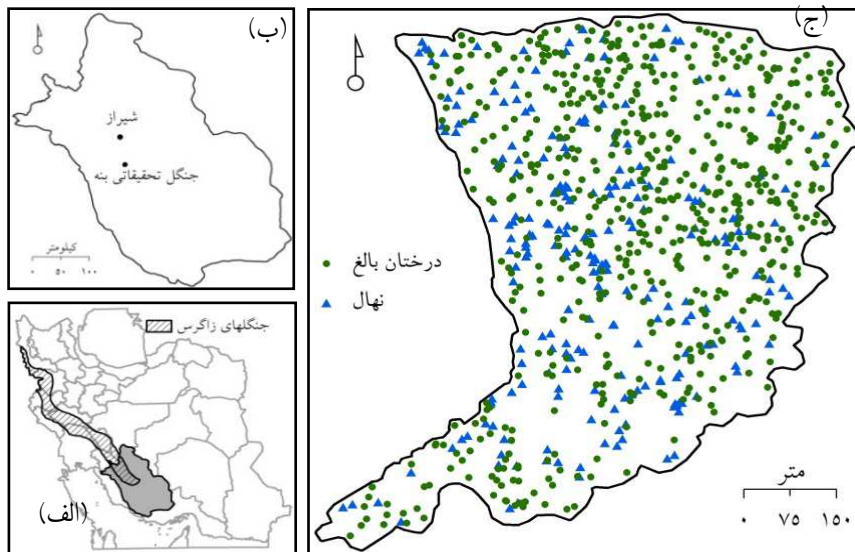 (ب)
شیراز
جنگل تحقیقاتی بنه
کیلومتر
۰ ۵۰ ۱۰۰
جنگلهای زاگرس
(الف)
(ج)
درختان بالغ
نهال
متر
۰ ۷۵ ۱۵۰